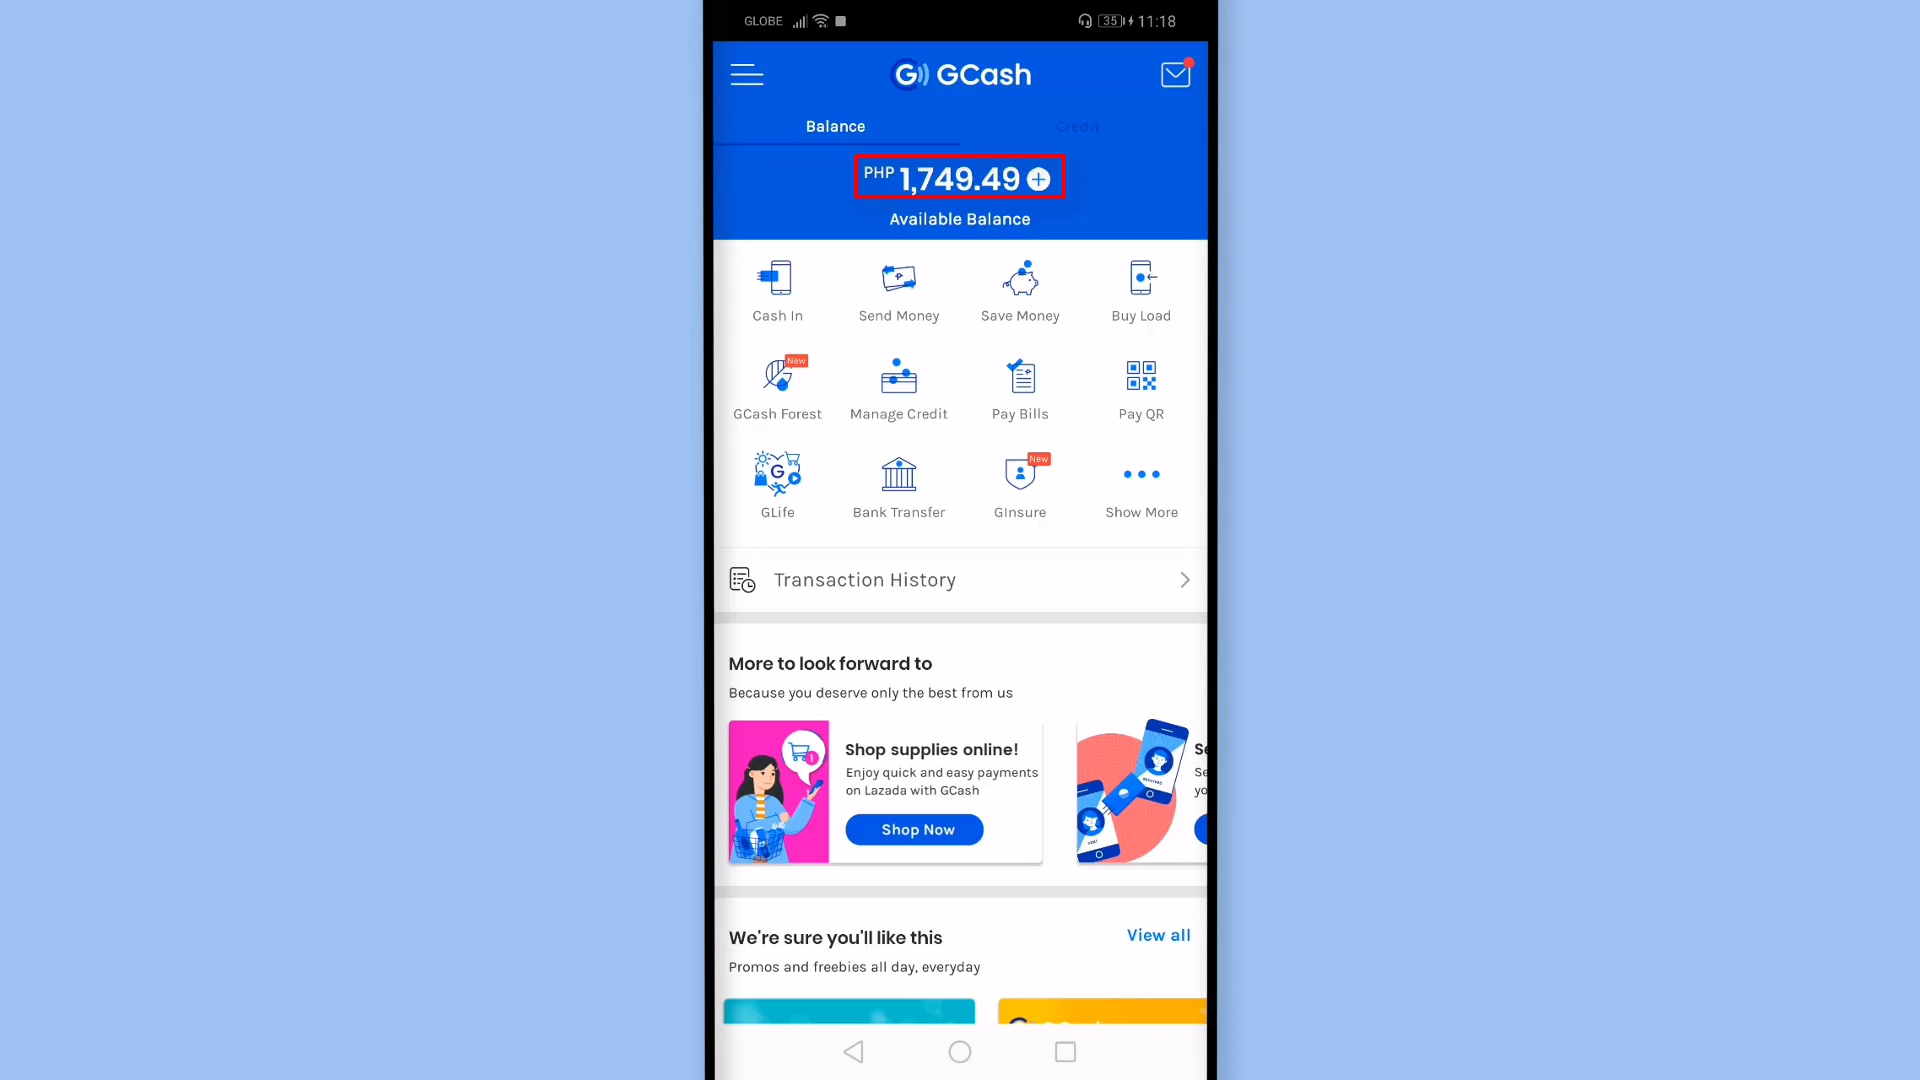 GLOBE 35 11:18
GCash
Balance Credit
PHP 1,749.49
Available Balance
Cash In Send Money Save Money Buy Load
New
GCash Forest Manage Credit Pay Bills Pay QR
New
GLife Bank Transfer GInsure Show More
Transaction History
More to look forward to
Because you deserve only the best from us
Shop supplies online! Se
Enjoy quick and easy payments Se
on Lazada with GCash yo
Shop Now
We're sure you'll like this View all
Promos and freebies all day, everyday